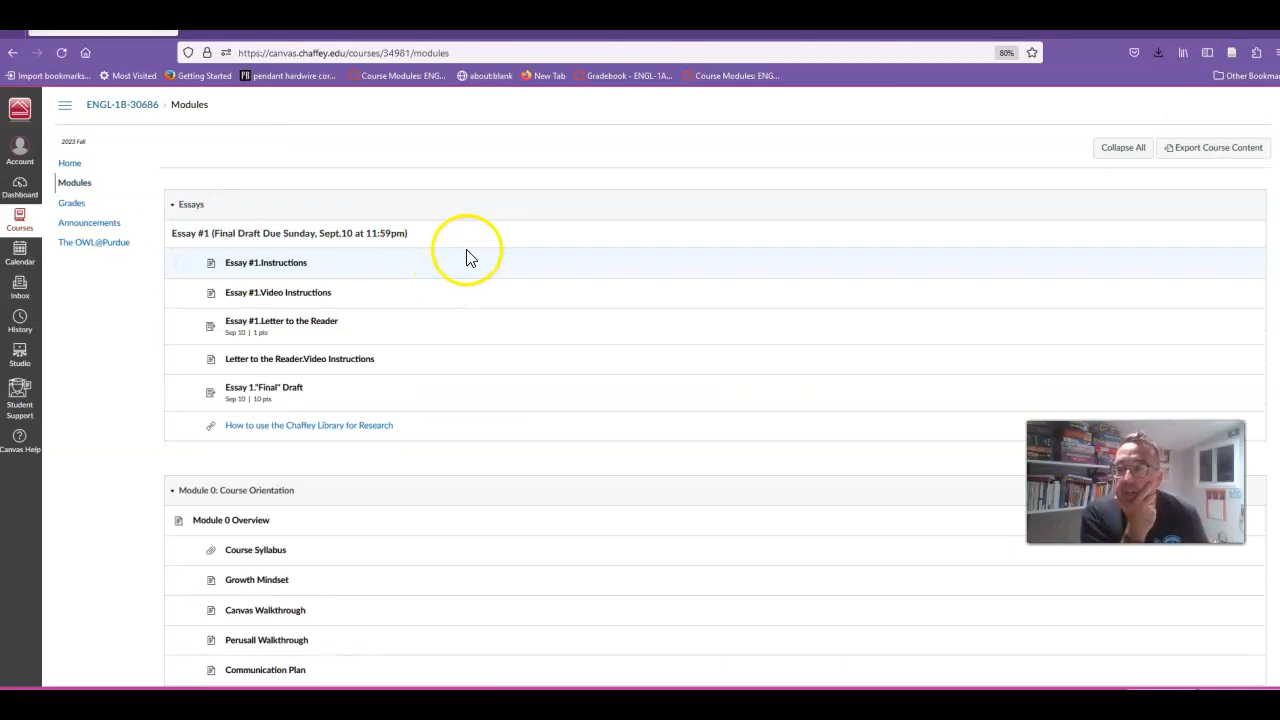 https://canvas.chaffey.edu/courses/34981/modules
80%
Import bookmarks...
Most Visited
Getting Started
pendant hardwire cor...
Course Modules: ENG...
about:blank
New Tab
Gradebook - ENGL-1A...
Course Modules: ENG...
Other Bookmar
ENGL-1B-30686 › Modules
Account
Dashboard
Courses
Calendar
Inbox
History
Studio
Student
Support
Canvas Help
2023 Fall
Home
Modules
Grades
Announcements
The OWL@Purdue
Collapse All
Export Course Content
Essays
Essay #1 (Final Draft Due Sunday, Sept.10 at 11:59pm)
Essay #1.Instructions
Essay #1.Video Instructions
Essay #1.Letter to the Reader
Sep 10 | 1 pts
Letter to the Reader.Video Instructions
Essay 1."Final" Draft
Sep 10 | 10 pts
How to use the Chaffey Library for Research
Module 0: Course Orientation
Module 0 Overview
Course Syllabus
Growth Mindset
Canvas Walkthrough
Perusall Walkthrough
Communication Plan